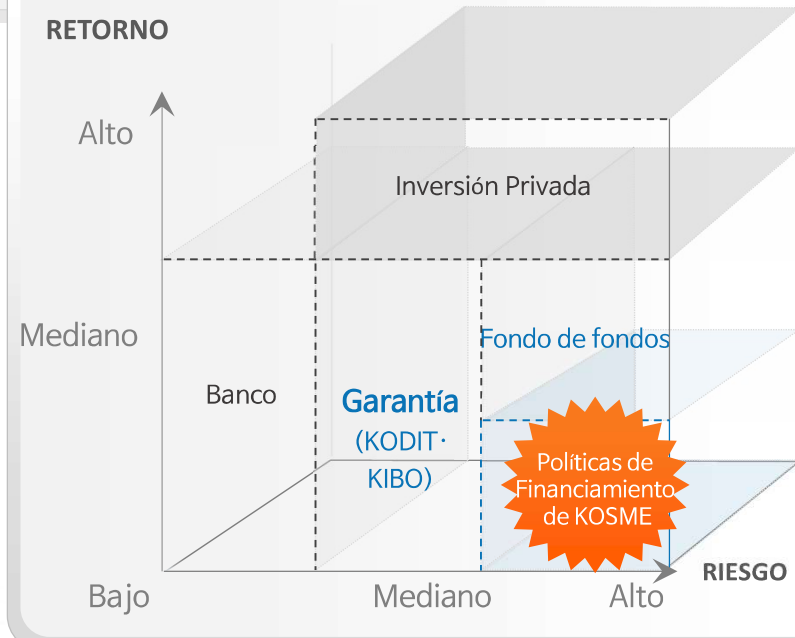 RETORNO
Alto
Inversión Privada
Mediano
Fondo de fondos
Banco
Garantía
(KODIT·
KIBO)
Políticas de
Financiamiento
de KOSME
RIESGO
Bajo
Mediano
Alto